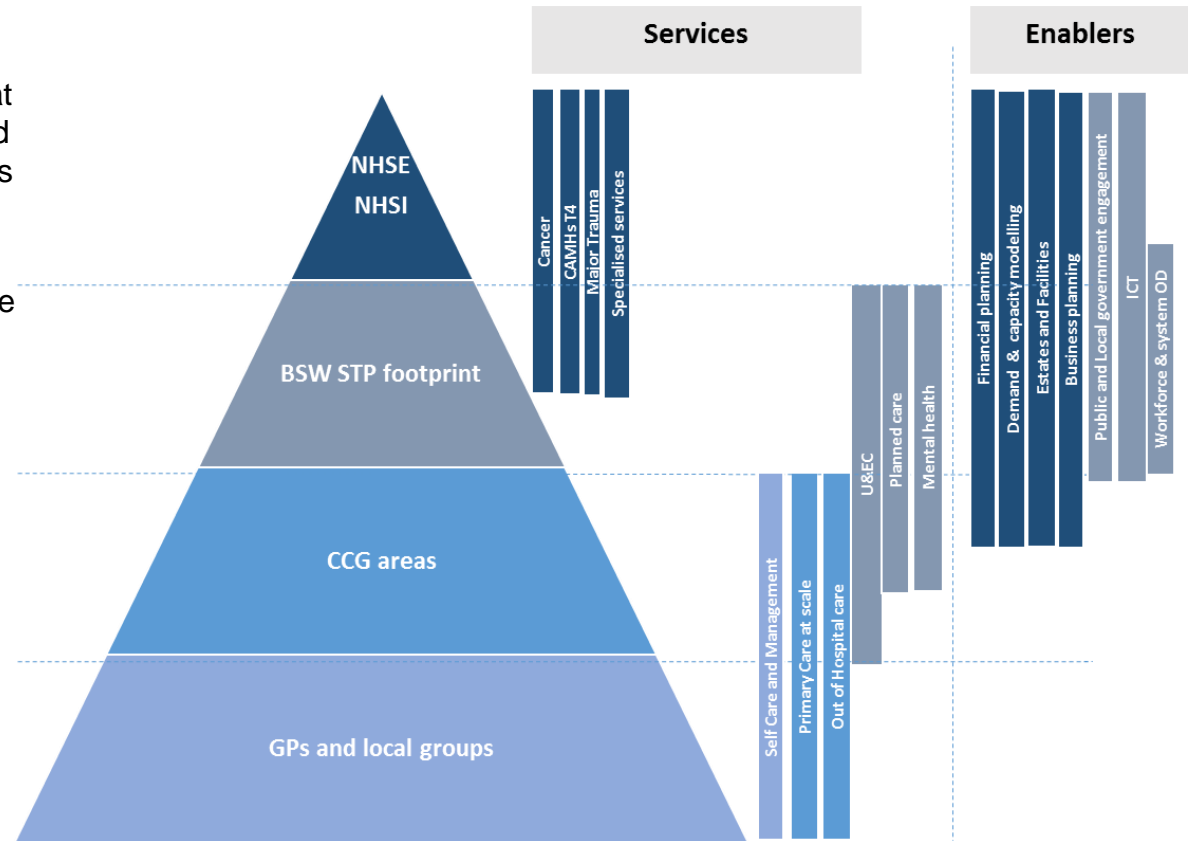 Services
Enablers
at
d
s
e
NHSE
NHSI
BSW STP footprint
CCG areas
GPs and local groups
Cancer
CAMHs T4
Major Trauma
Specialised services
Self Care and Management
Primary Care at scale
Out of Hospital care
U&EC
Planned care
Mental health
Financial planning
Demand & capacity modelling
Estates and Facilities
Business planning
Public and Local government engagement
ICT
Workforce & system OD